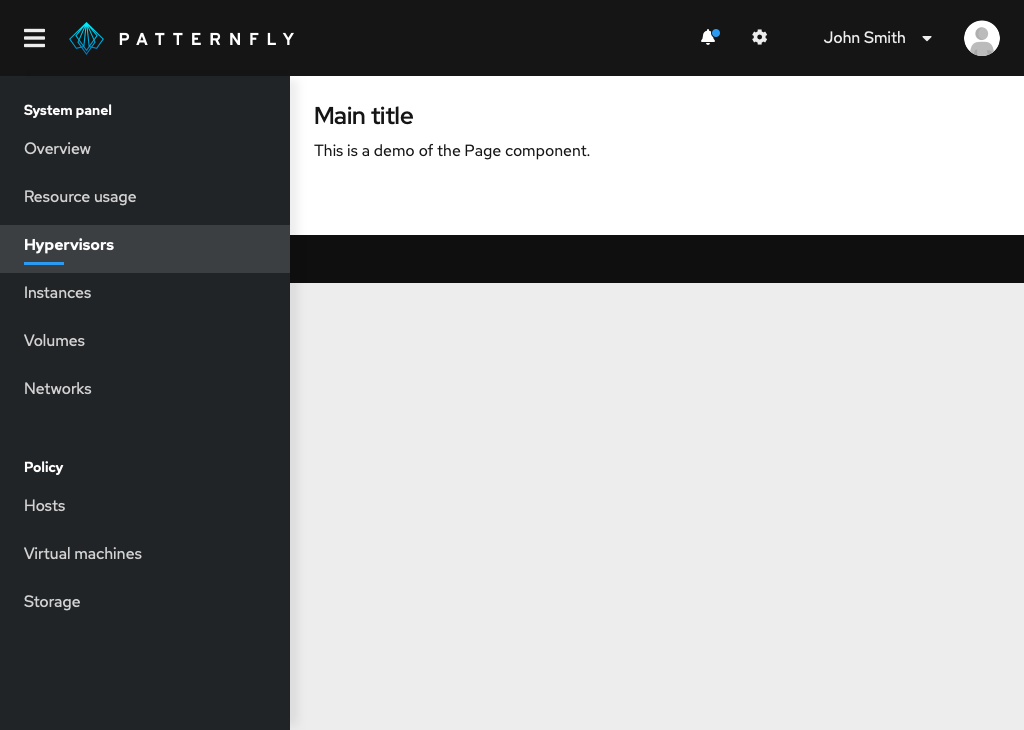 PATTERNFLY
John Smith
System panel
Overview
Resource usage
Hypervisors
Instances
Volumes
Networks
Policy
Hosts
Virtual machines
Storage
Main title
This is a demo of the Page component.